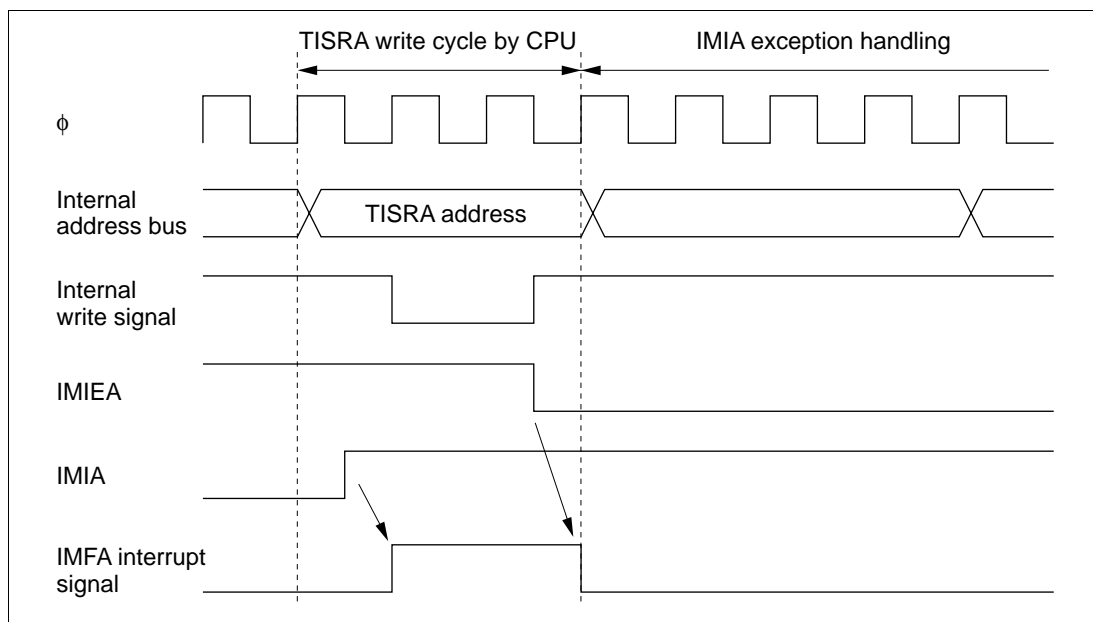 TISRA write cycle by CPU
IMIA exception handling
ϕ
Internal
address bus
TISRA address
Internal
write signal
IMIEA
IMIA
IMFA interrupt
signal